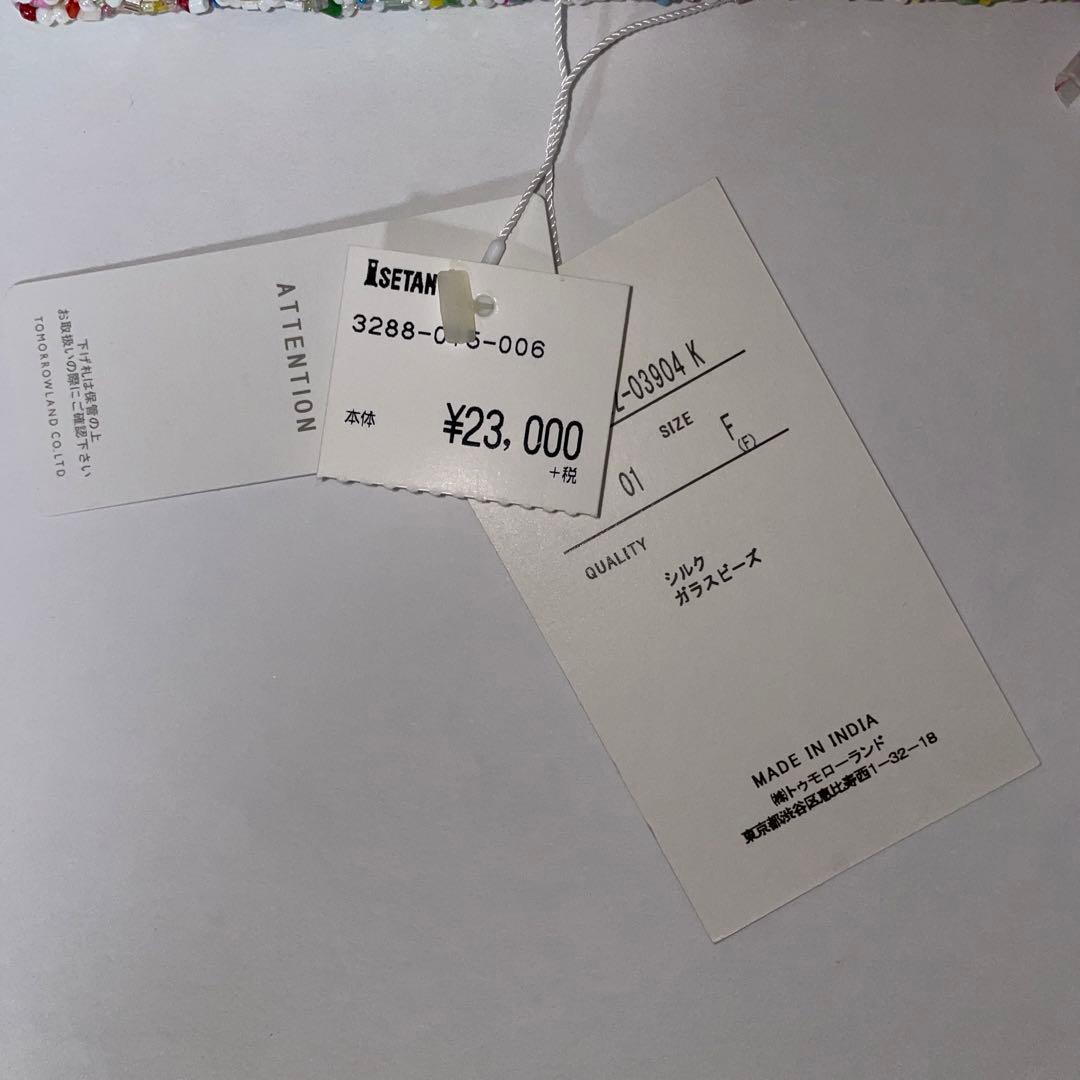 ATTENTION
下げ札は保管の上
お取扱いの際にご確認下さい
TOMORROWLAND CO.LTD
ISETAN
3288-0 5-006
本体 ¥23,000
+税
-03904 K
SIZE
01 F
(F)
QUALITY
シルク
ガラスビーズ
MADE IN INDIA
㈱トゥモローランド
東京都渋谷区恵比寿西1-32-18